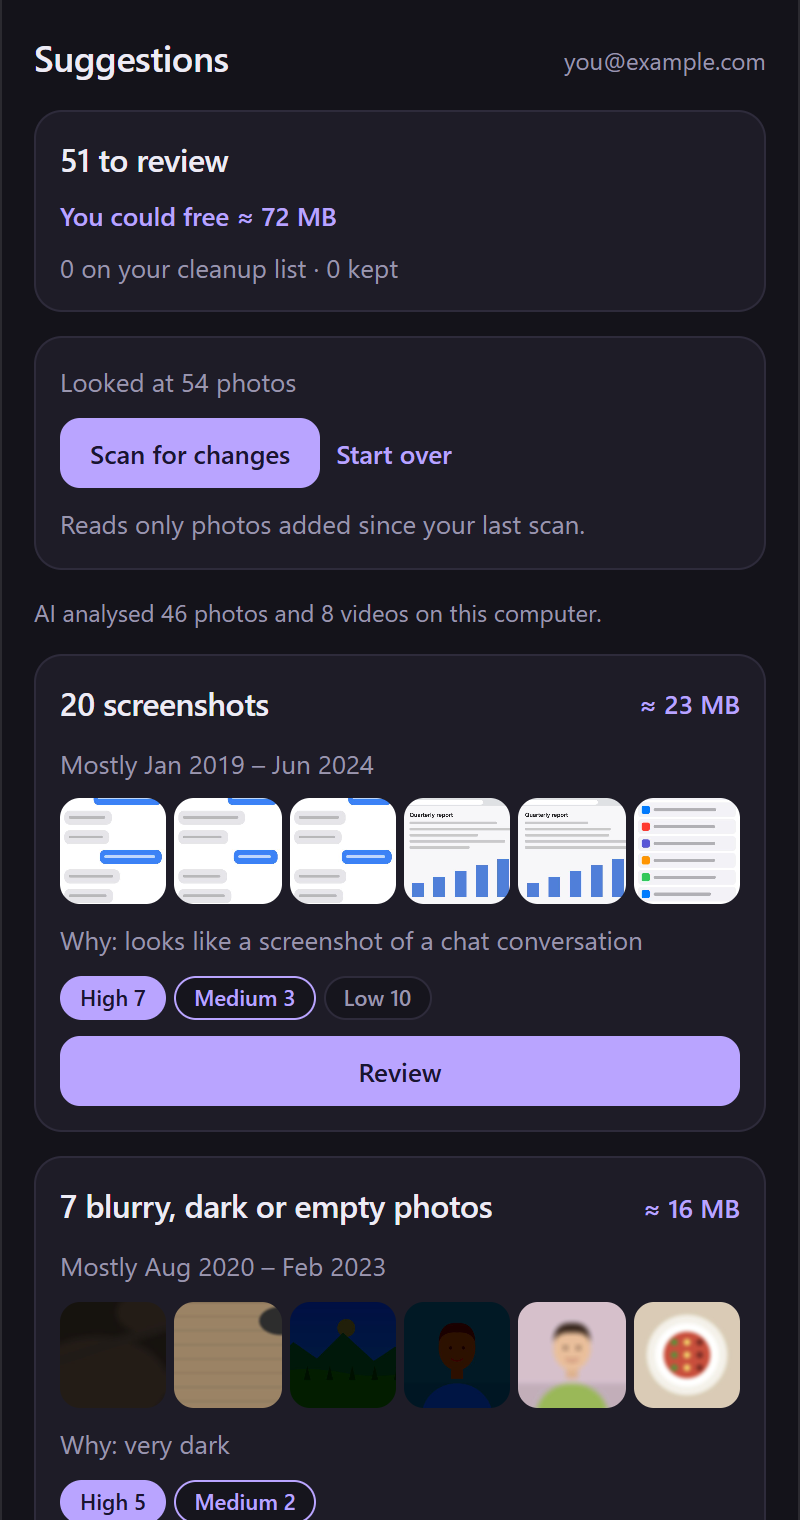 Suggestions
you@example.com
51 to review
You could free ≈ 72 MB
0 on your cleanup list · 0 kept
Looked at 54 photos
Scan for changes
Start over
Reads only photos added since your last scan.
AI analysed 46 photos and 8 videos on this computer.
20 screenshots
≈ 23 MB
Mostly Jan 2019 – Jun 2024
Quarterly report
Quarterly report
Why: looks like a screenshot of a chat conversation
High 7
Medium 3
Low 10
Review
7 blurry, dark or empty photos
≈ 16 MB
Mostly Aug 2020 – Feb 2023
Why: very dark
High 5
Medium 2